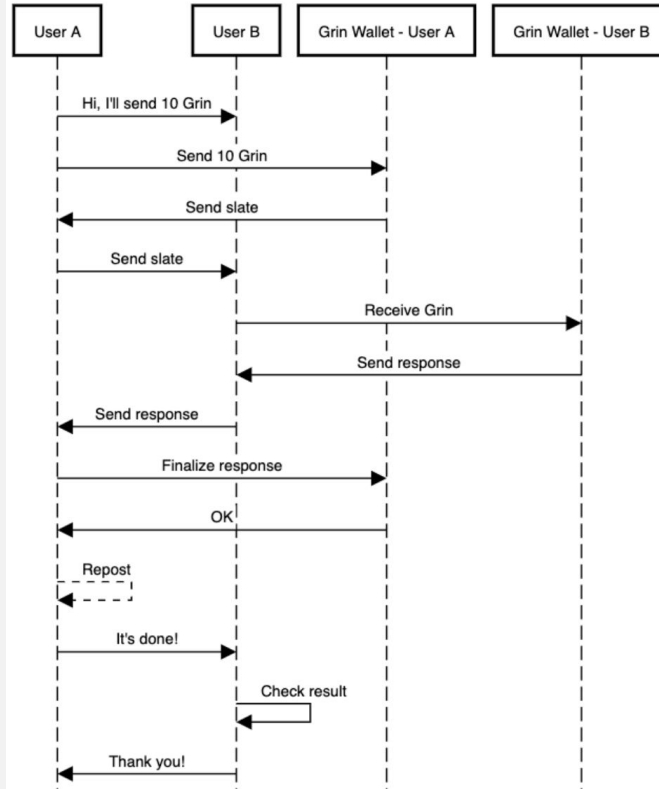 User A
User B
Grin Wallet - User A
Grin Wallet - User B
Hi, I'll send 10 Grin
Send 10 Grin
Send slate
Send slate
Receive Grin
Send response
Send response
Finalize response
OK
Repost
It's done!
Check result
Thank you!